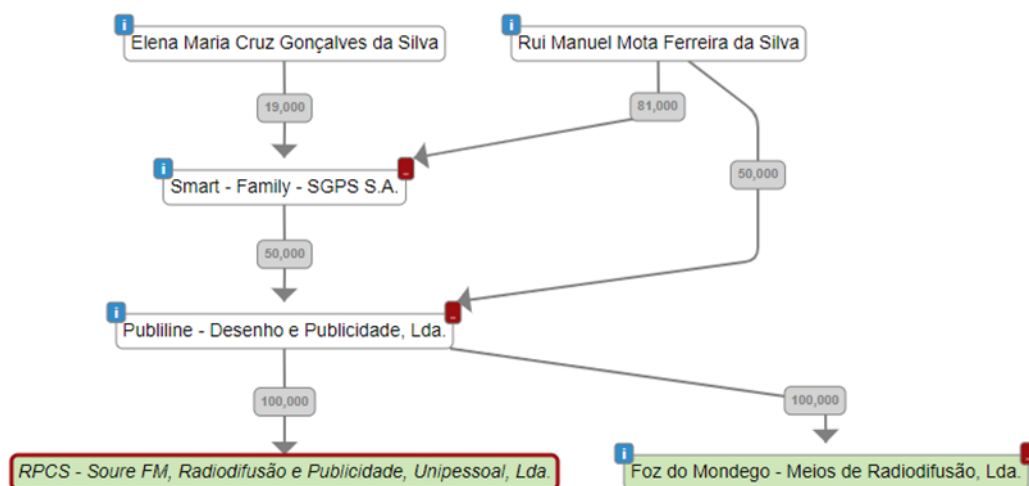 i
i
Elena Maria Cruz Gonçalves da Silva
Rui Manuel Mota Ferreira da Silva
19,000
81,000
i
-
Smart - Family - SGPS S.A.
50,000
50,000
i
-
Publiline - Desenho e Publicidade, Lda.
100,000
100,000
i
-
RPCS - Soure FM, Radiodifusão e Publicidade, Unipessoal, Lda.
Foz do Mondego - Meios de Radiodifusão, Lda.